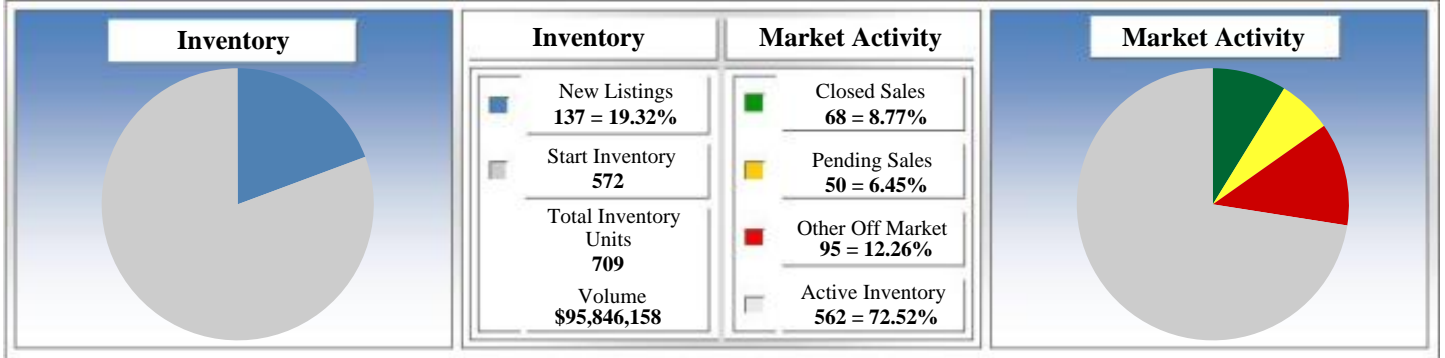 Inventory
Inventory
New Listings
137 = 19.32%
Start Inventory
572
Total Inventory
Units
709
Volume
$95,846,158
Market Activity
Closed Sales
68 = 8.77%
Pending Sales
50 = 6.45%
Other Off Market
95 = 12.26%
Active Inventory
562 = 72.52%
Market Activity